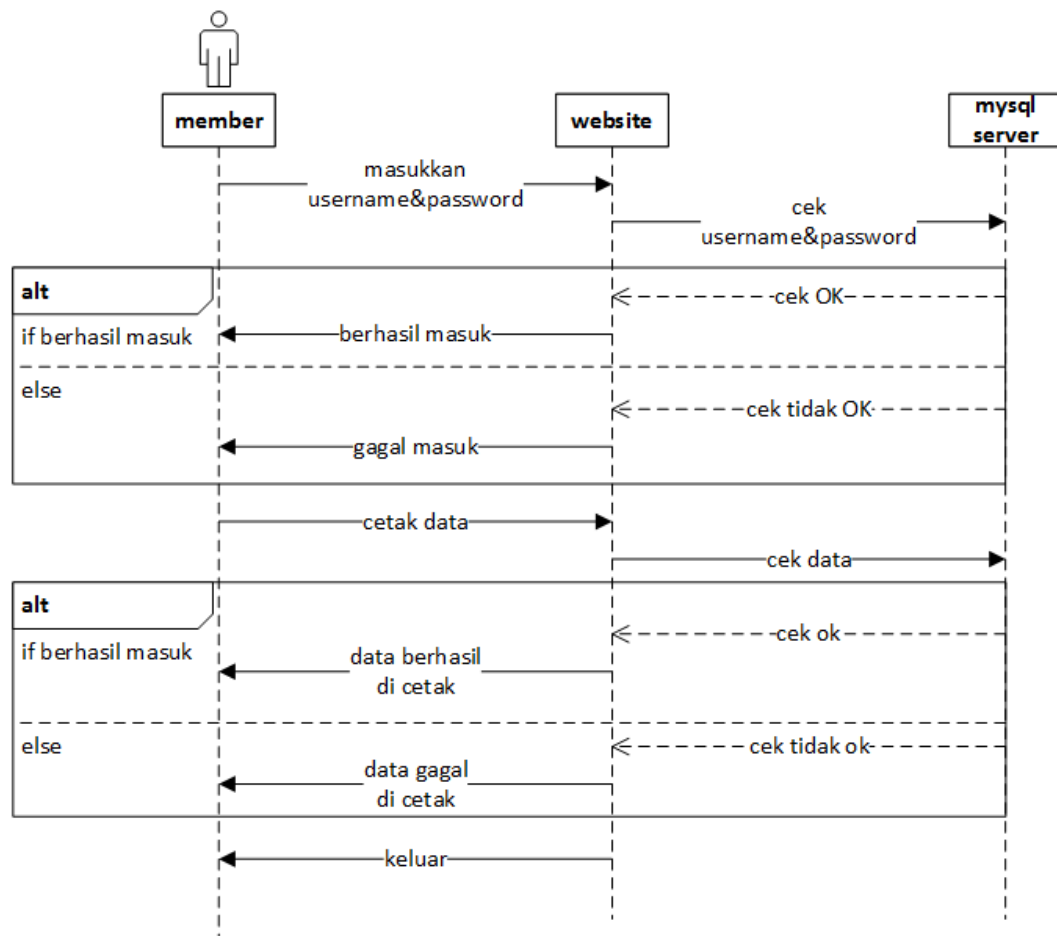 member
website
mysql
server
masukkan
username&password
cek
username&password
alt
cek OK
if berhasil masuk
berhasil masuk
else
cek tidak OK
gagal masuk
cetak data
cek data
alt
cek ok
if berhasil masuk
data berhasil
di cetak
else
cek tidak ok
data gagal
di cetak
keluar